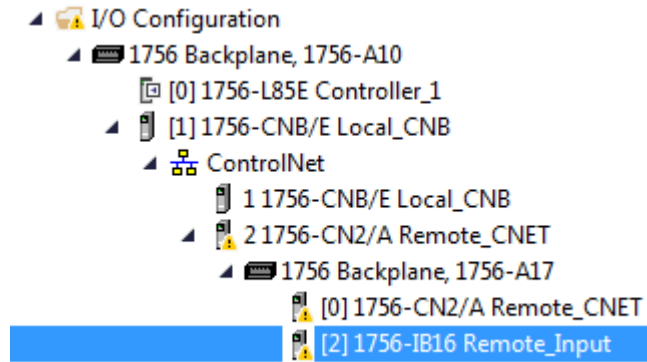 I/O Configuration
1756 Backplane, 1756-A10
[0] 1756-L85E Controller_1
[1] 1756-CNB/E Local_CNB
ControlNet
1 1756-CNB/E Local_CNB
2 1756-CN2/A Remote_CNET
1756 Backplane, 1756-A17
[0] 1756-CN2/A Remote_CNET
[2] 1756-IB16 Remote_Input